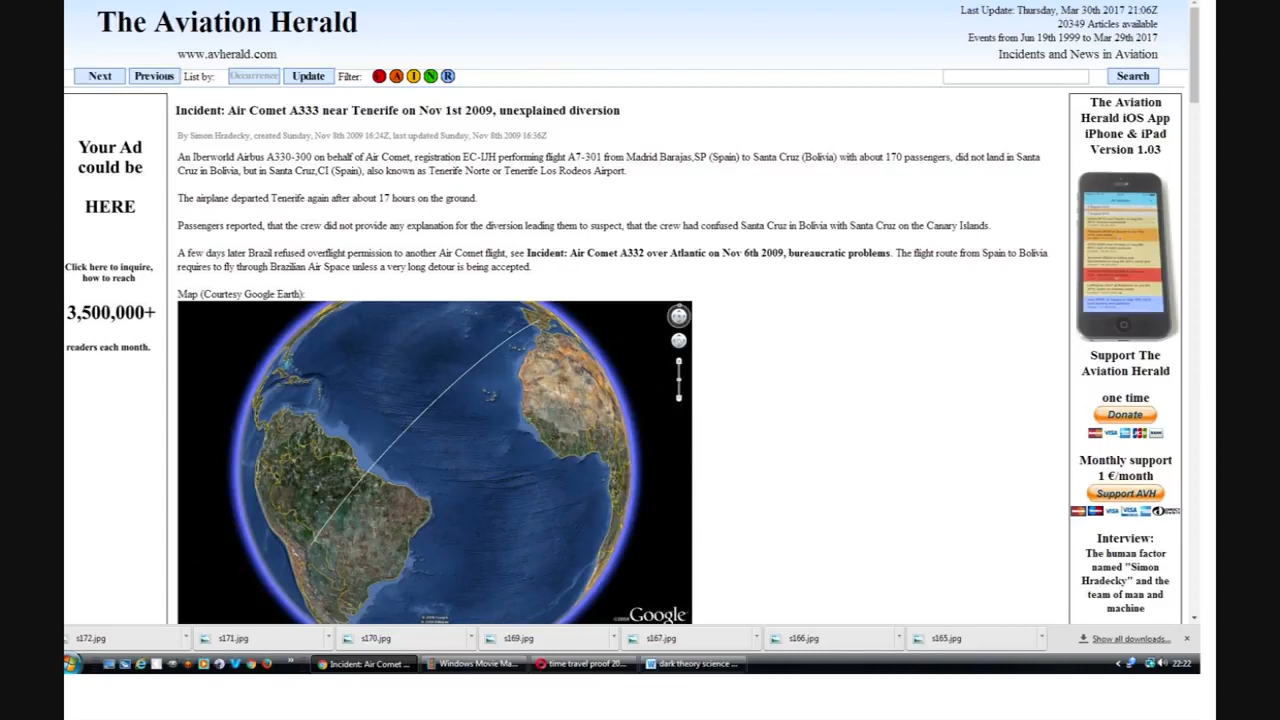 The Aviation Herald
www.avherald.com
Last Update: Thursday, Mar 30th 2017 21:06Z
20349 Articles available
Events from Jun 19th 1999 to Mar 29th 2017
Incidents and News in Aviation
Next Previous List by: Occurrence Update Filter: A I N R Search
Your Ad
could be
HERE
Click here to inquire,
how to reach
3,500,000+
readers each month.
Incident: Air Comet A333 near Tenerife on Nov 1st 2009, unexplained diversion
By Simon Hradecky, created Sunday, Nov 8th 2009 16:24Z, last updated Sunday, Nov 8th 2009 16:36Z
An Iberworld Airbus A330-300 on behalf of Air Comet, registration EC-IJH performing flight A7-301 from Madrid Barajas,SP (Spain) to Santa Cruz (Bolivia) with about 170 passengers, did not land in Santa
Cruz in Bolivia, but in Santa Cruz,CI (Spain), also known as Tenerife Norte or Tenerife Los Rodeos Airport.
The airplane departed Tenerife again after about 17 hours on the ground.
Passengers reported, that the crew did not provide any explanation for the diversion leading them to suspect, that the crew had confused Santa Cruz in Bolivia with Santa Cruz on the Canary Islands.
A few days later Brazil refused overflight permission to another Air Comet flight, see Incident: Air Comet A332 over Atlantic on Nov 6th 2009, bureaucratic problems. The flight route from Spain to Bolivia
requires to fly through Brazilian Air Space unless a very long detour is being accepted.
Map (Courtesy Google Earth):
Google
The Aviation
Herald iOS App
iPhone & iPad
Version 1.03
Support The
Aviation Herald
one time
Donate
Monthly support
1 €/month
Support AVH
Interview:
The human factor
named "Simon
Hradecky" and the
team of man and
machine
s172.jpg s171.jpg s170.jpg s169.jpg s167.jpg s166.jpg s165.jpg Show all downloads...
Incident: Air Comet ... Windows Movie Ma... time travel proof 20... dark theory science ... 22:22